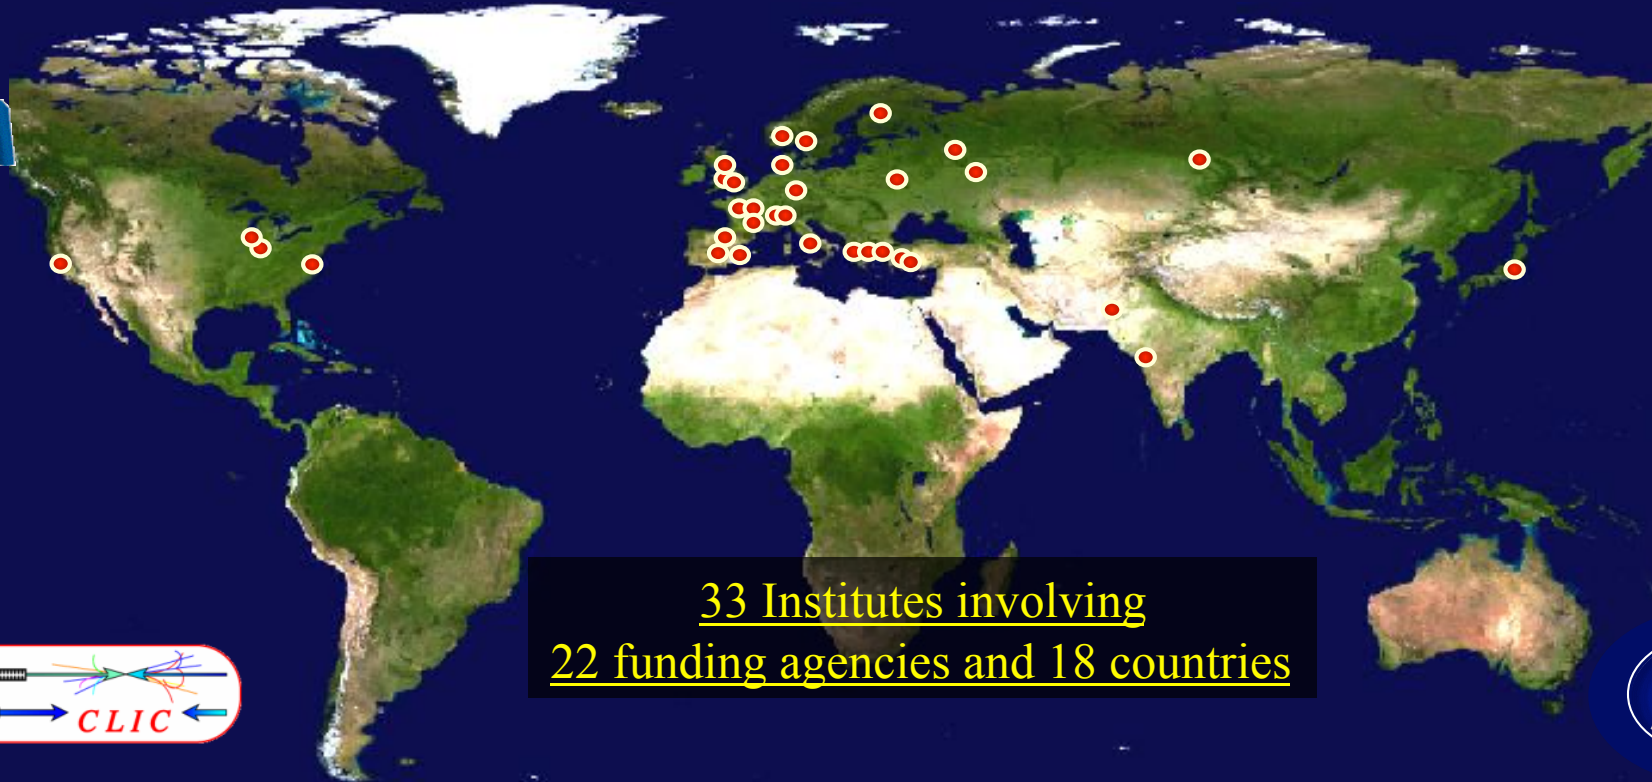 33 Institutes involving
22 funding agencies and 18 countries
CLIC